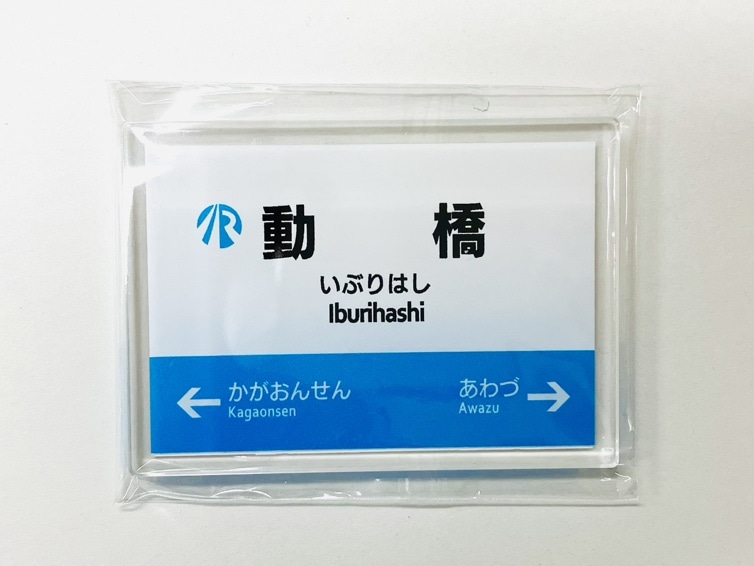 IR 動橋
いぶりはし
Iburihashi
← かがおんせん あわづ →
Kagaonsen Awazu